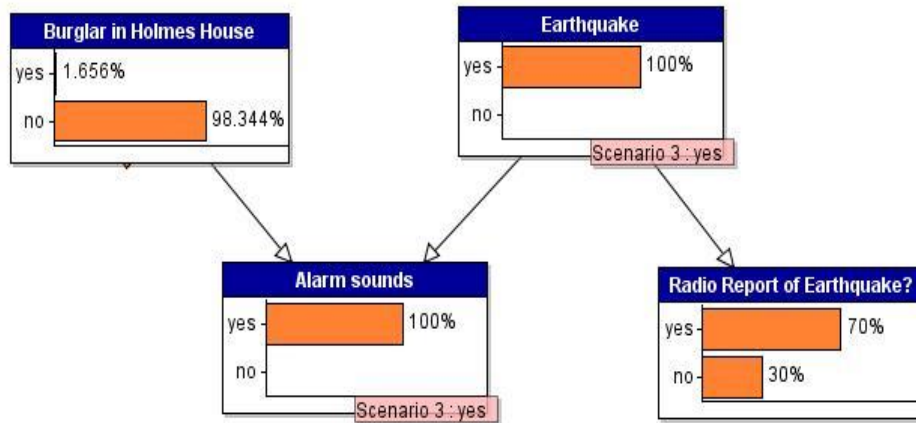 Burglar in Holmes House
yes 1.656%
no 98.344%
Earthquake
yes 100%
no
Scenario 3 : yes
Alarm sounds
yes 100%
no
Scenario 3 : yes
Radio Report of Earthquake?
yes 70%
no 30%